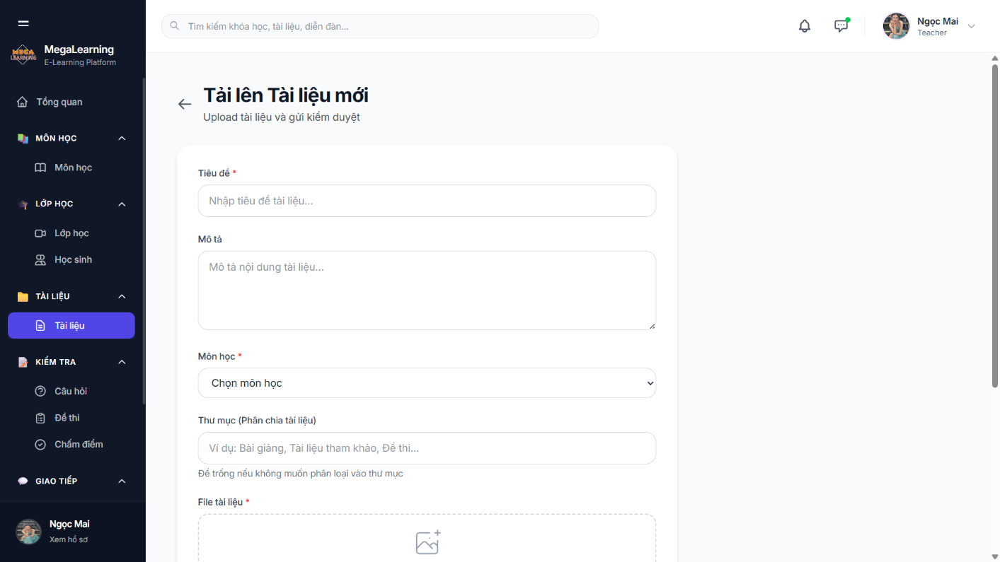 Tìm kiếm khóa học, tài liệu, diễn đàn...
Ngọc Mai
Teacher
MEGA
LEARNING
MegaLearning
E-Learning Platform
Tổng quan
MÔN HỌC
Môn học
LỚP HỌC
Lớp học
Học sinh
TÀI LIỆU
Tài liệu
KIỂM TRA
Câu hỏi
Đề thi
Chấm điểm
GIAO TIẾP
Ngọc Mai
Xem hồ sơ
Tải lên Tài liệu mới
Upload tài liệu và gửi kiểm duyệt
Tiêu đề *
Nhập tiêu đề tài liệu...
Mô tả
Mô tả nội dung tài liệu...
Môn học *
Chọn môn học
Thư mục (Phân chia tài liệu)
Ví dụ: Bài giảng, Tài liệu tham khảo, Đề thi...
Để trống nếu không muốn phân loại vào thư mục
File tài liệu *